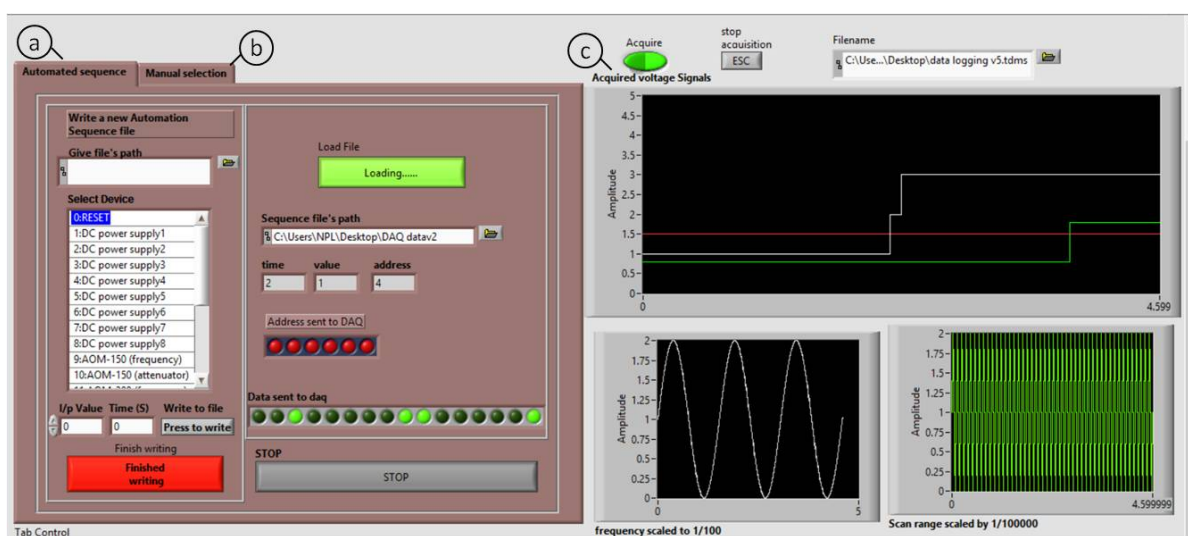 a
b
c
Automated sequence
Manual selection
Write a new Automation
Sequence file
Give file's path
Select Device
0:RESET
1:DC power supply1
2:DC power supply2
3:DC power supply3
4:DC power supply4
5:DC power supply5
6:DC power supply6
7:DC power supply7
8:DC power supply8
9:AOM-150 (frequency)
10:AOM-150 (attenuator)
I/p Value Time (S) Write to file
0 0 Press to write
Finish writing
Finished
writing
Tab Control
Load File
Loading......
Sequence file's path
C:\Users\NPL\Desktop\DAQ datav2
time value address
2 1 4
Address sent to DAQ
Data sent to daq
STOP
STOP
Acquire
stop
acquisition
ESC
Filename
C:\Use...\Desktop\data logging v5.tdms
Acquired voltage Signals
Amplitude
5
4.5
4
3.5
3
2.5
2
1.5
1
0.5
0
0 4.599
Amplitude
2
1.75
1.5
1.25
1
0.75
0.5
0.25
0
0 5
frequency scaled to 1/100
Amplitude
2
1.75
1.5
1.25
1
0.75
0.5
0.25
0
0 4.599999
Scan range scaled by 1/100000